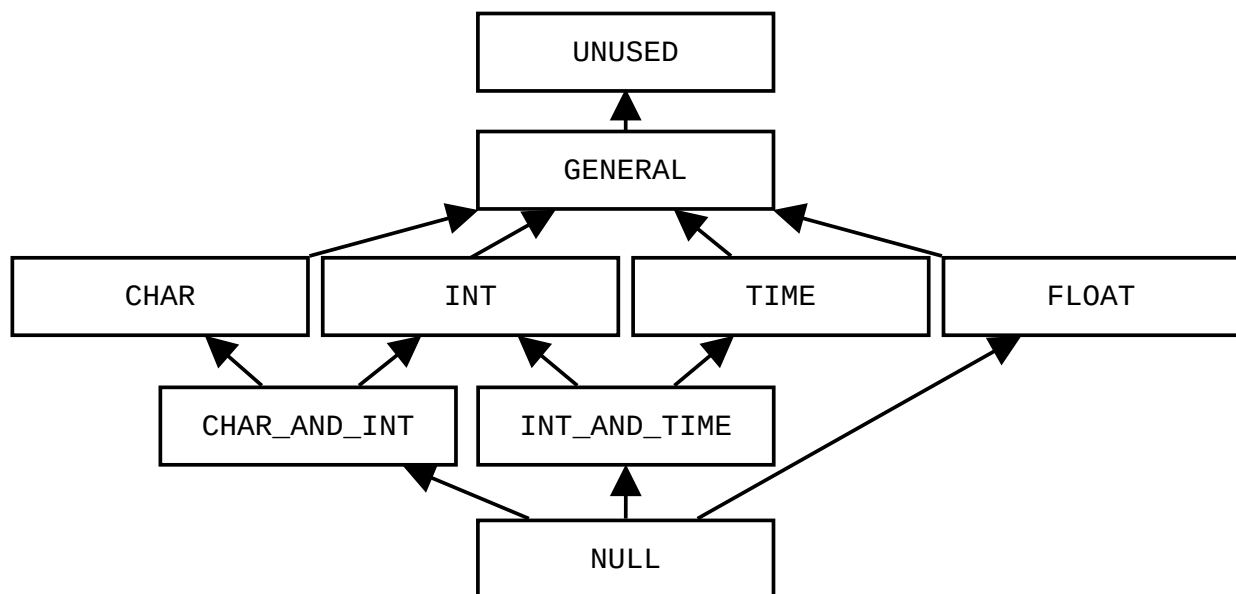 UNUSED
GENERAL
CHAR
INT
TIME
FLOAT
CHAR_AND_INT
INT_AND_TIME
NULL